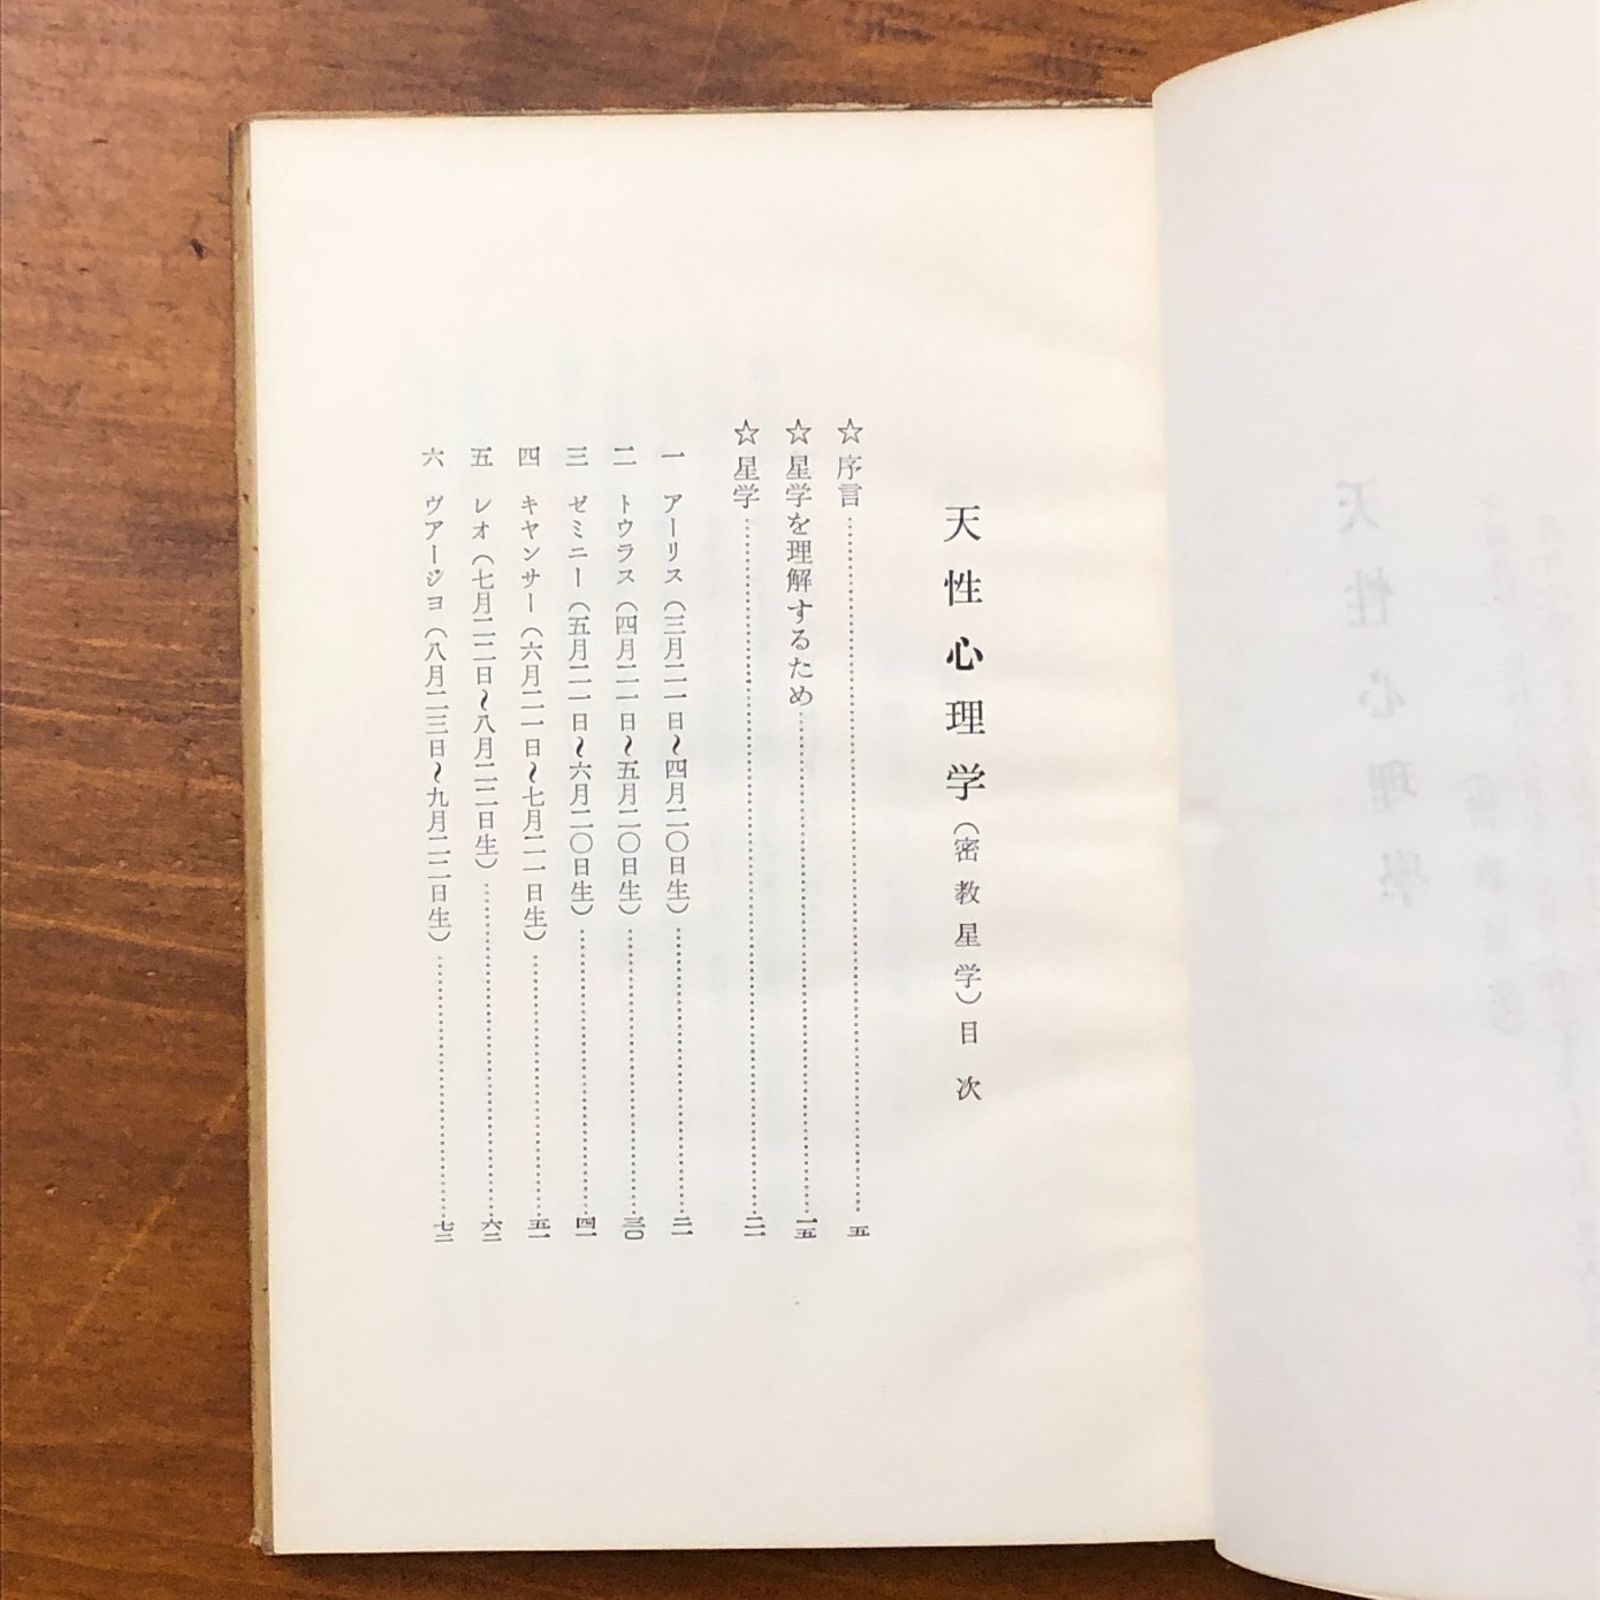 天性心理学（密教星学）目次
☆序言……………………五
☆星学を理解するため……………………一五
☆星学……………………二一
一 アーリス（三月二一日～四月二〇日生）……………………二一
二 トウラス（四月二一日～五月二〇日生）……………………三〇
三 ゼミニー（五月二一日～六月二〇日生）……………………四一
四 キヤンサー（六月二一日～七月二一日生）……………………五一
五 レオ（七月二二日～八月二二日生）……………………六二
六 ヴアージヨ（八月二三日～九月二二日生）……………………七二
天性心理學